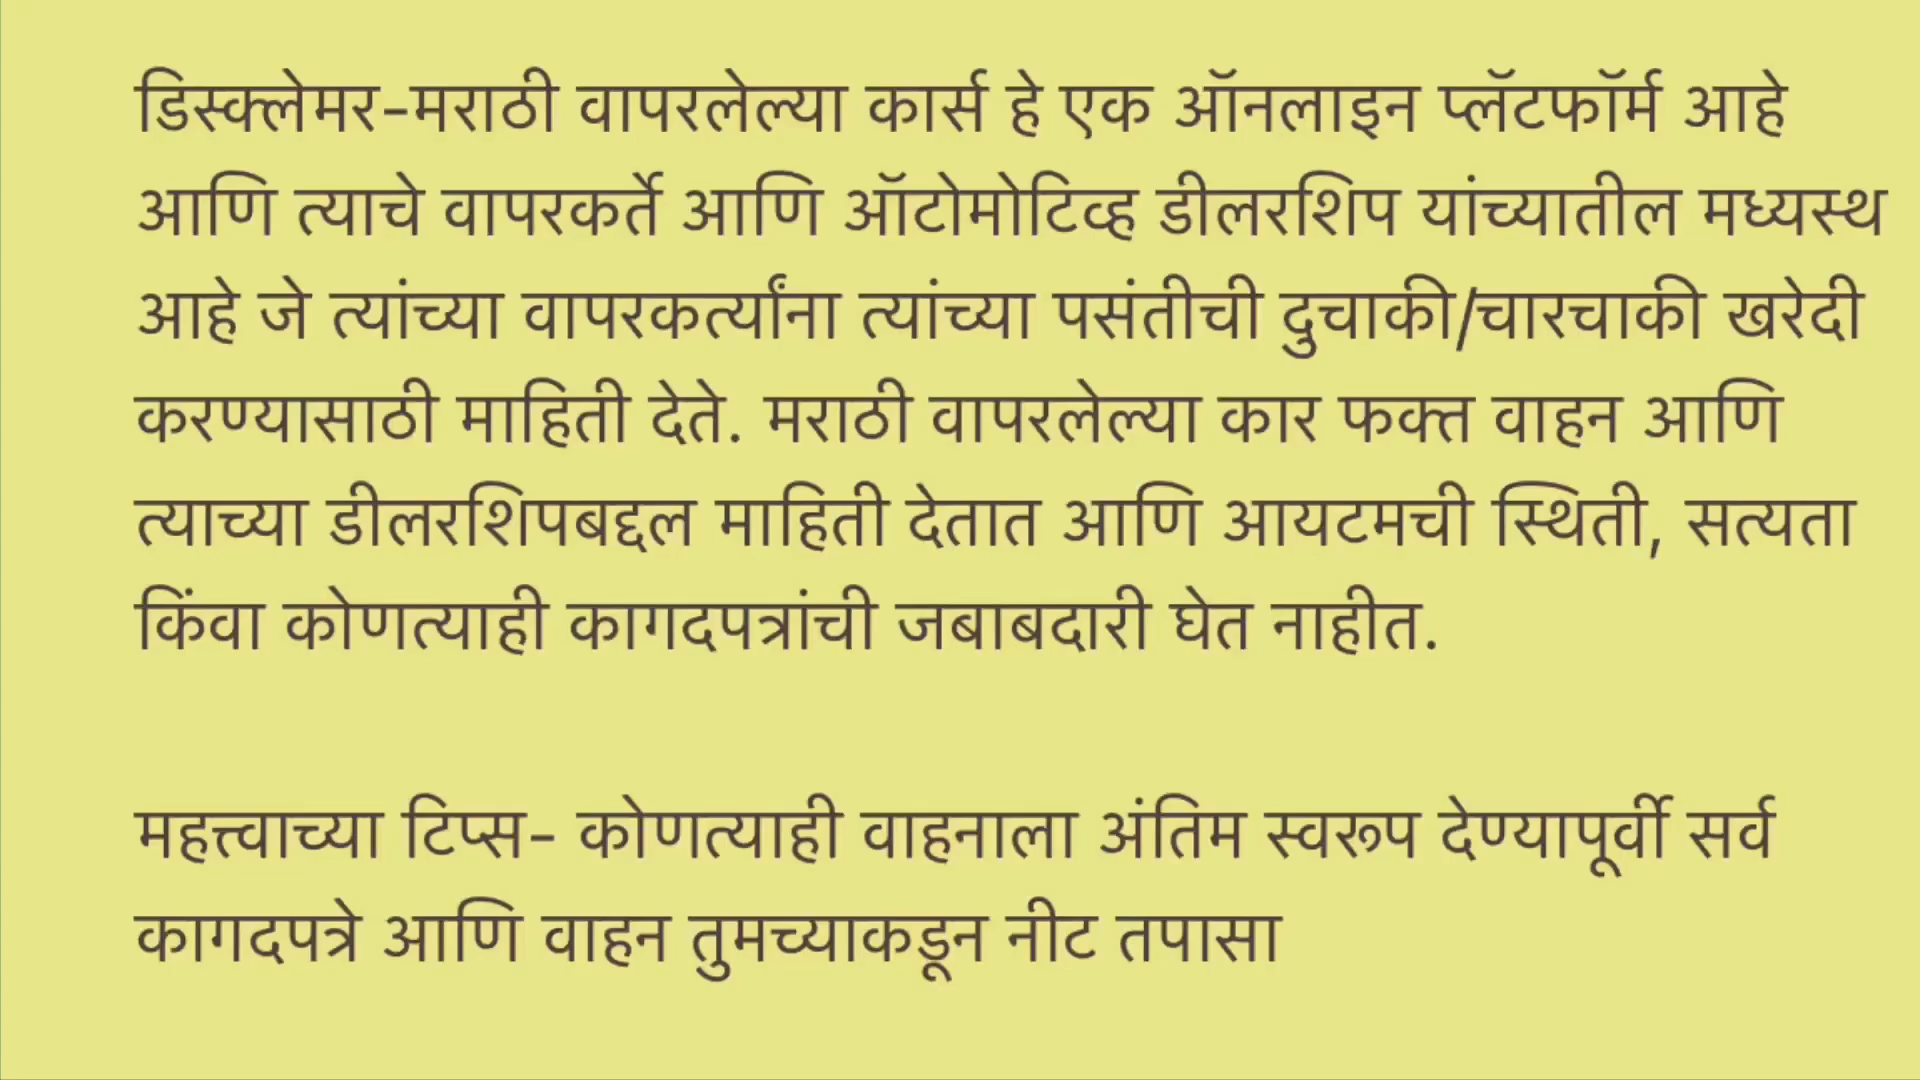 डिस्क्लेमर-मराठी वापरलेल्या कार्स हे एक ऑनलाइन प्लॅटफॉर्म आहे
आणि त्याचे वापरकर्ते आणि ऑटोमोटिव्ह डीलरशिप यांच्यातील मध्यस्थ
आहे जे त्यांच्या वापरकर्त्यांना त्यांच्या पसंतीची दुचाकी/चारचाकी खरेदी
करण्यासाठी माहिती देते. मराठी वापरलेल्या कार फक्त वाहन आणि
त्याच्या डीलरशिपबद्दल माहिती देतात आणि आयटमची स्थिती, सत्यता
किंवा कोणत्याही कागदपत्रांची जबाबदारी घेत नाहीत.
महत्त्वाच्या टिप्स- कोणत्याही वाहनाला अंतिम स्वरूप देण्यापूर्वी सर्व
कागदपत्रे आणि वाहन तुमच्याकडून नीट तपासा